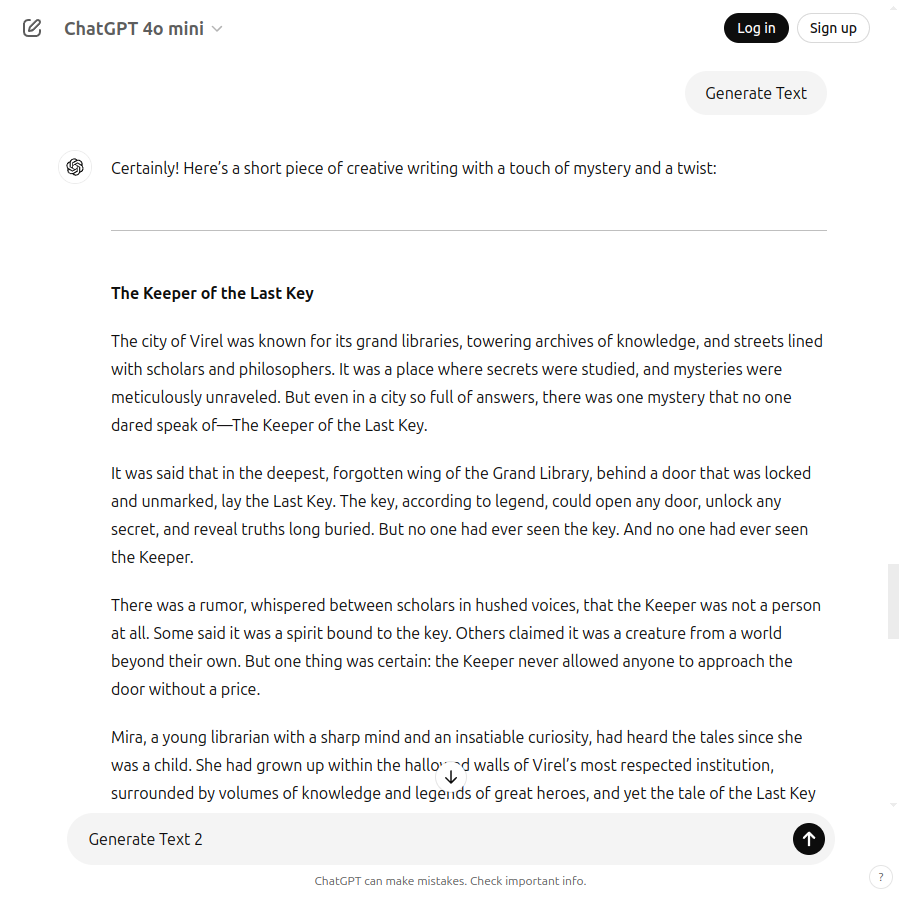 ChatGPT 4o mini
Log in
Sign up
Generate Text
Certainly! Here’s a short piece of creative writing with a touch of mystery and a twist:
The Keeper of the Last Key
The city of Virel was known for its grand libraries, towering archives of knowledge, and streets lined
with scholars and philosophers. It was a place where secrets were studied, and mysteries were
meticulously unraveled. But even in a city so full of answers, there was one mystery that no one
dared speak of—The Keeper of the Last Key.
It was said that in the deepest, forgotten wing of the Grand Library, behind a door that was locked
and unmarked, lay the Last Key. The key, according to legend, could open any door, unlock any
secret, and reveal truths long buried. But no one had ever seen the key. And no one had ever seen
the Keeper.
There was a rumor, whispered between scholars in hushed voices, that the Keeper was not a person
at all. Some said it was a spirit bound to the key. Others claimed it was a creature from a world
beyond their own. But one thing was certain: the Keeper never allowed anyone to approach the
door without a price.
Mira, a young librarian with a sharp mind and an insatiable curiosity, had heard the tales since she
was a child. She had grown up within the hallowed walls of Virel’s most respected institution,
surrounded by volumes of knowledge and legends of great heroes, and yet the tale of the Last Key
Generate Text 2
ChatGPT can make mistakes. Check important info.
?